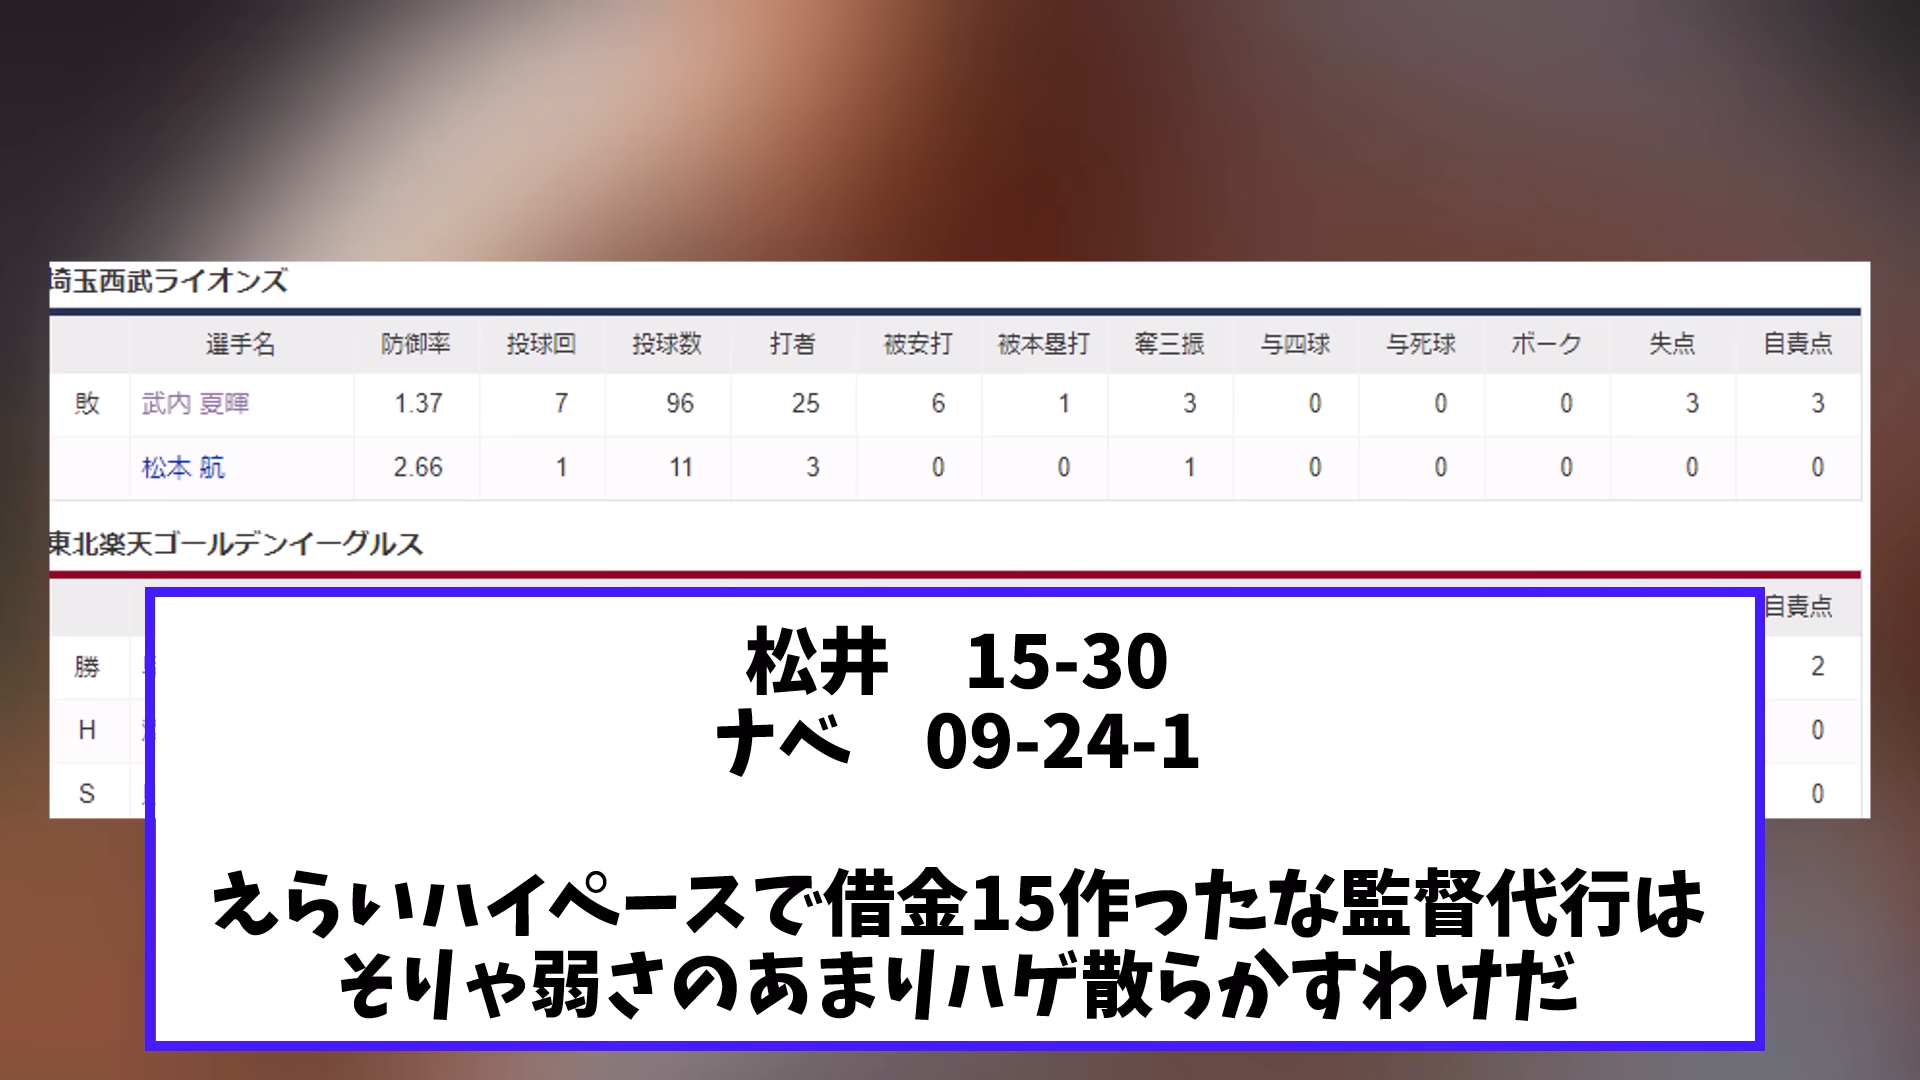 埼玉西武ライオンズ
選手名 防御率 投球回 投球数 打者 被安打 被本塁打 奪三振 与四球 与死球 ボーク 失点 自責点
敗 武内 夏暉 1.37 7 96 25 6 1 3 0 0 0 3 3
松本 航 2.66 1 11 3 0 0 1 0 0 0 0 0
東北楽天ゴールデンイーグルス
自責点
勝 2
H 0
S 0
松井　15-30
ナベ　09-24-1
えらいハイペースで借金15作ったな監督代行は
そりゃ弱さのあまりハゲ散らかすわけだ